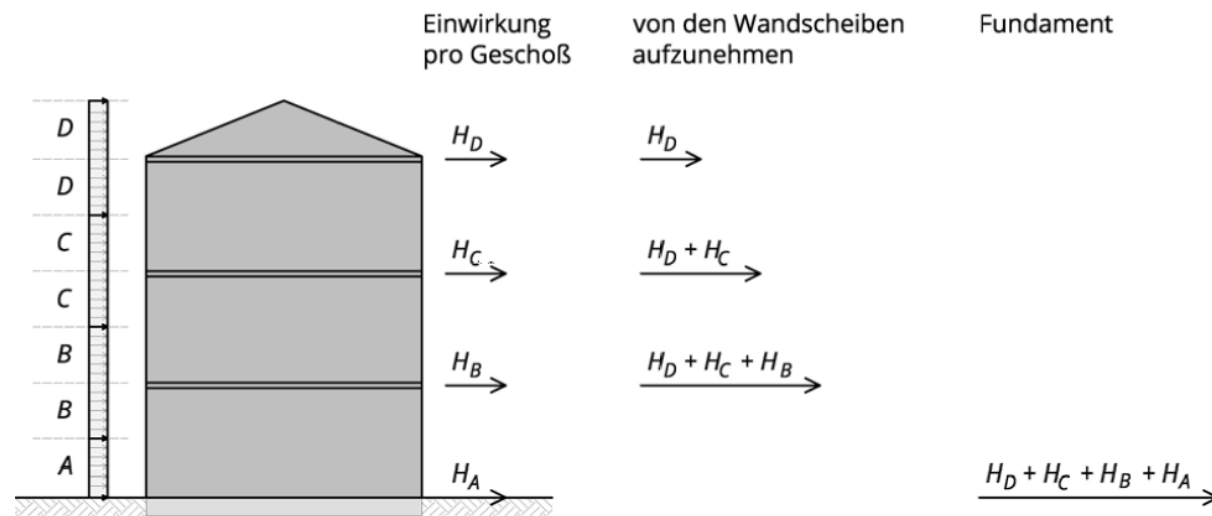 Einwirkung
pro Geschoß
von den Wandscheiben
aufzunehmen
Fundament
D
H_D
H_D
D
C
H_C
H_D + H_C
C
B
H_B
H_D + H_C + H_B
B
A
H_A
H_D + H_C + H_B + H_A